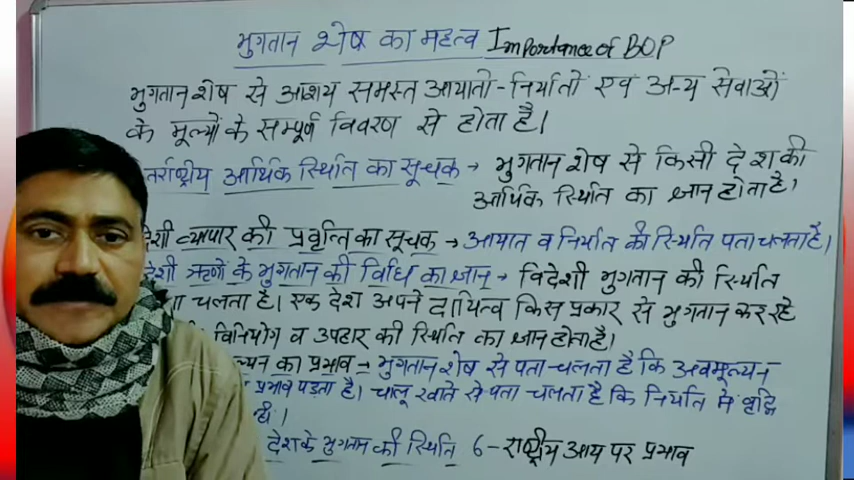 भुगतान शेष का महत्व Importance of BOP
भुगतान शेष से आशय समस्त आयातो-निर्यातों एवं अन्य सेवाओं
के मूल्यों के सम्पूर्ण विवरण से होता है।
आर्थिक स्थिति का सूचक → भुगतान शेष से किसी देश की
आर्थिक स्थिति का ज्ञान होता है।
व्यापार की प्रवृन्ति का सूचक → आयात व निर्यात की स्थिति पता चलता है।
ऋणों के भुगतान की विधि का ज्ञान → विदेशी भुगतान की स्थिति
चलता है। एक देश अपने दायित्व किस प्रकार से भुगतान कर रहे
विनियोग व उपहार की स्थिति का ज्ञान होता है।
का प्रभाव → भुगतान शेष से पता चलता है कि अवमूल्यन
प्रभाव पड़ता है। चालू खाते से पता चलता है कि निर्यात में वृद्धि
देश के भुगतान की स्थिति 6- राष्ट्रीय आय पर प्रभाव